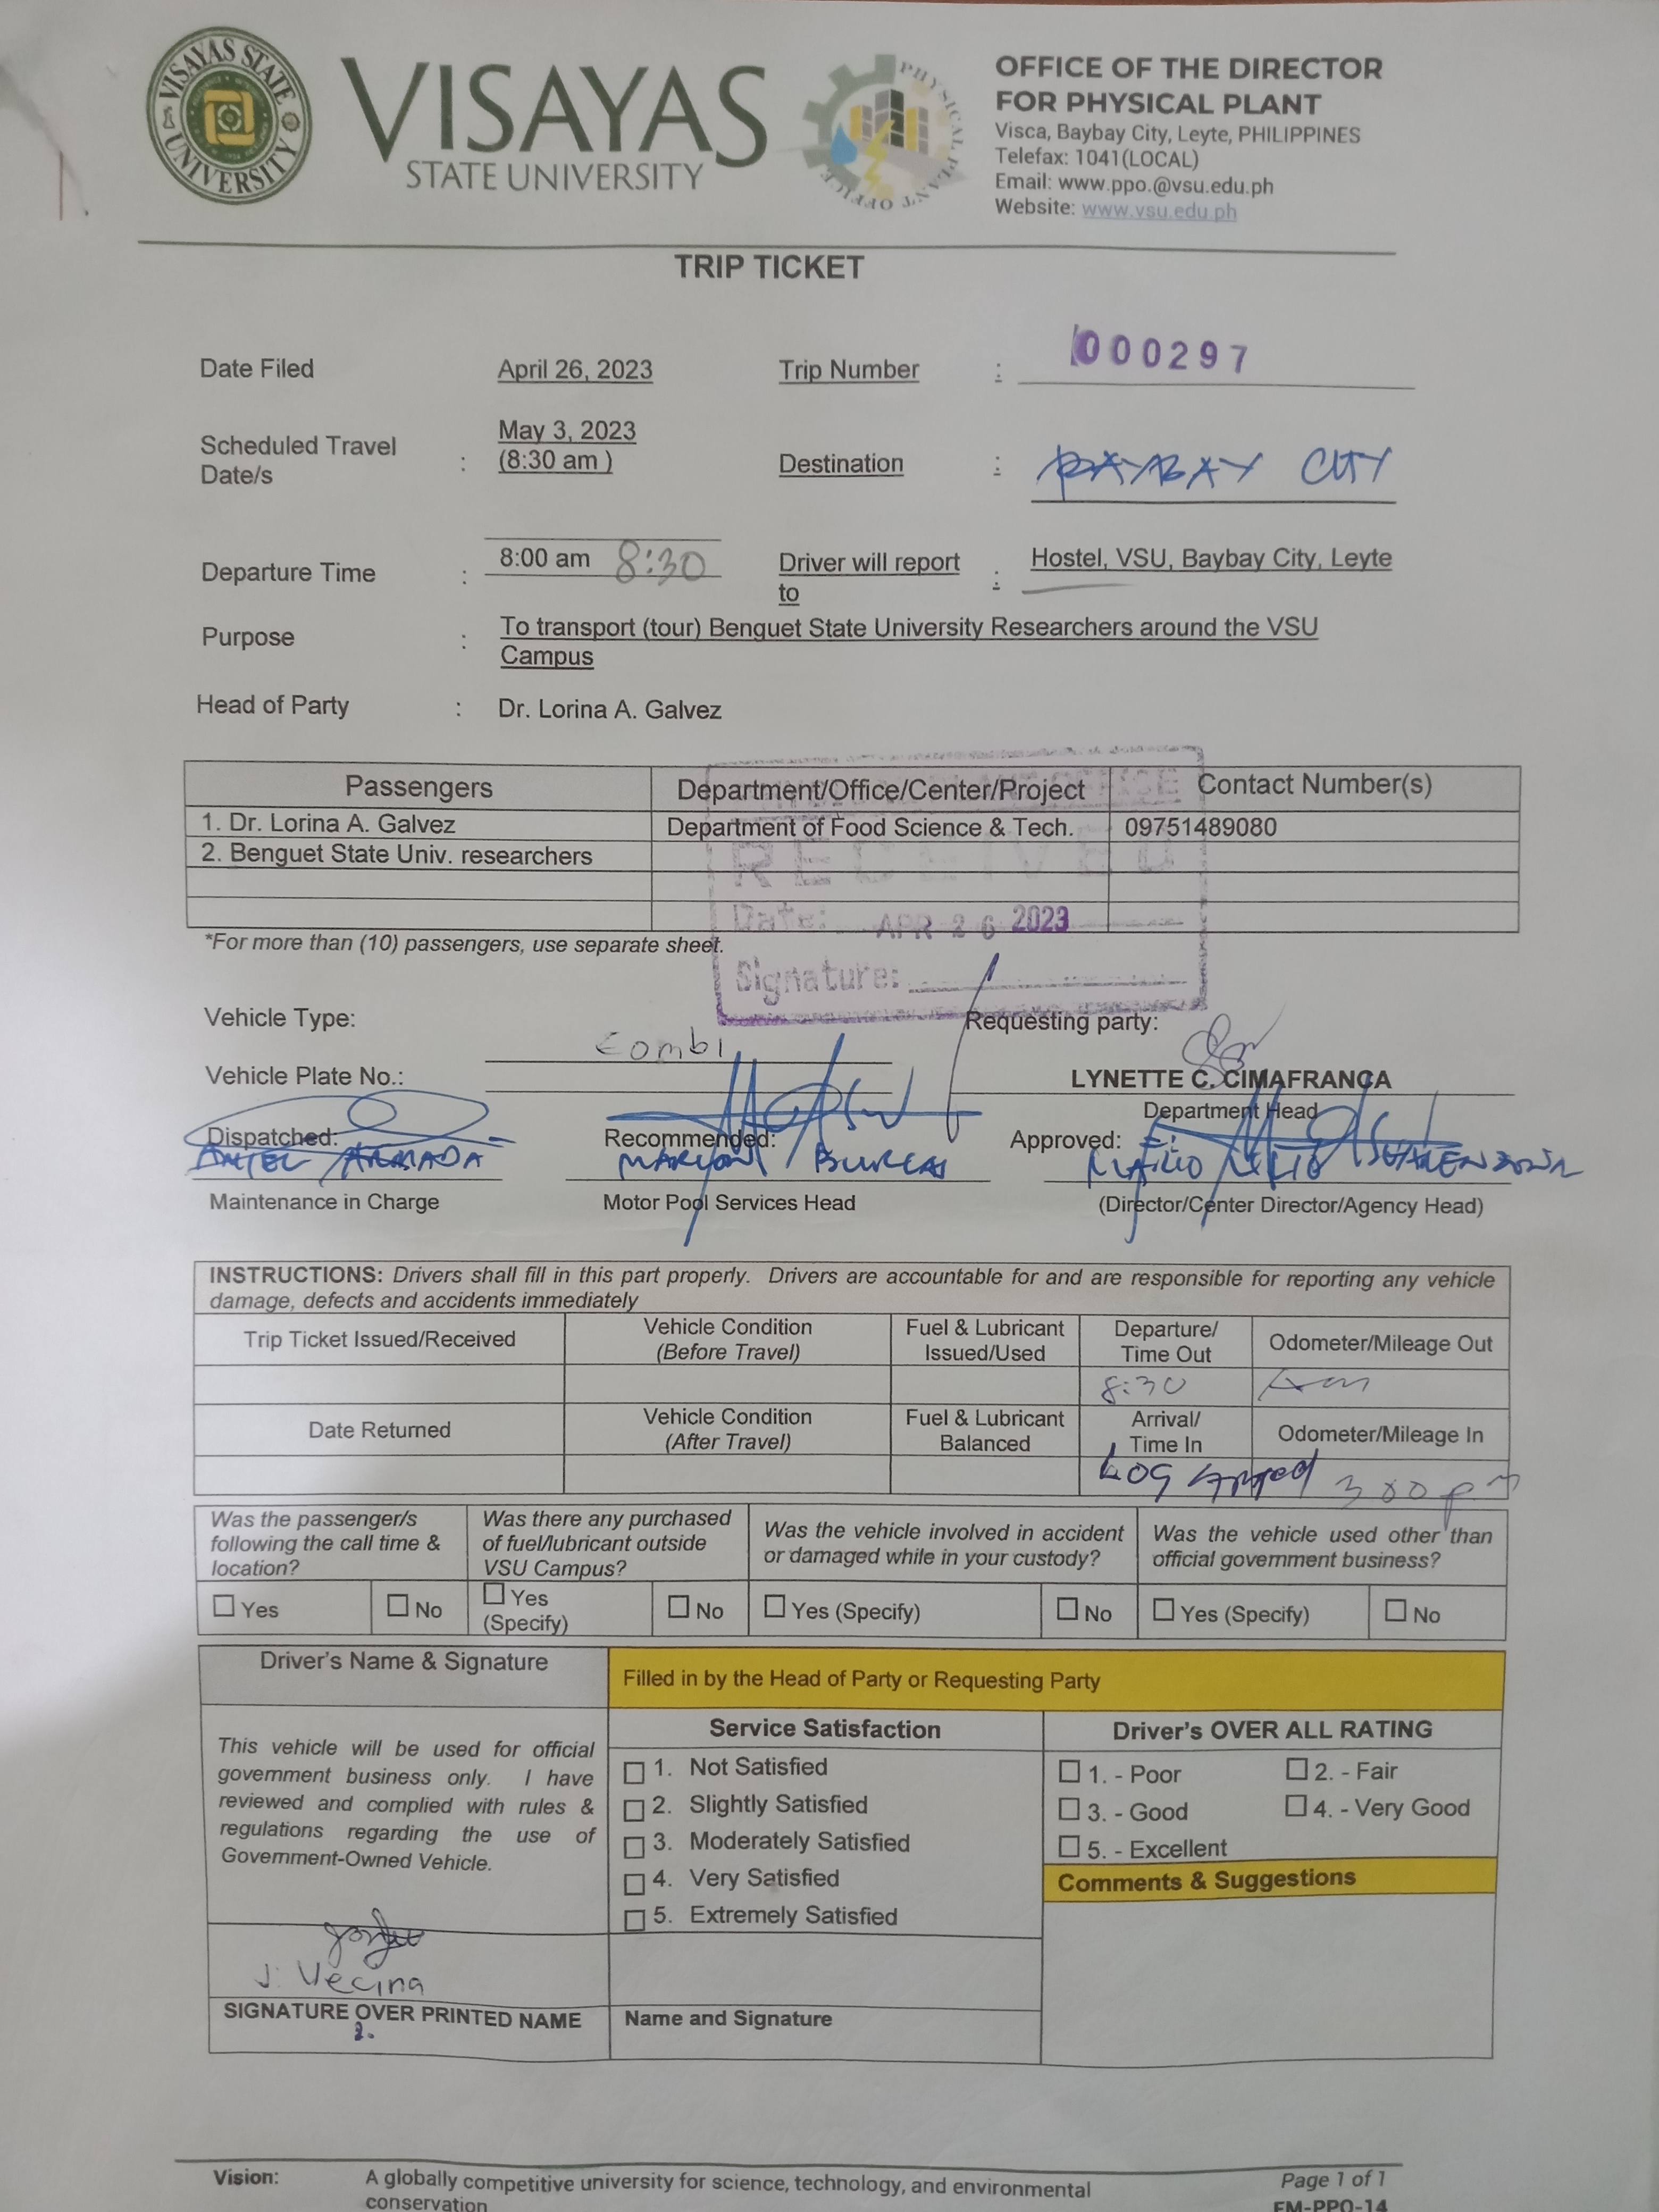 VISAYAS STATE UNIVERSITY
VISAYAS
STATE UNIVERSITY
PHYSICAL PLANT OFFICE
OFFICE OF THE DIRECTOR
FOR PHYSICAL PLANT
Visca, Baybay City, Leyte, PHILIPPINES
Telefax: 1041(LOCAL)
Email: www.ppo.@vsu.edu.ph
Website: www.vsu.edu.ph
TRIP TICKET
Date Filed April 26, 2023 Trip Number : 000297
Scheduled Travel Date/s : May 3, 2023 (8:30 am ) Destination : BAYBAY CITY
Departure Time : 8:00 am 8:30 Driver will report to : Hostel, VSU, Baybay City, Leyte
Purpose : To transport (tour) Benguet State University Researchers around the VSU
Campus
Head of Party : Dr. Lorina A. Galvez
Passengers Department/Office/Center/Project Contact Number(s)
1. Dr. Lorina A. Galvez Department of Food Science & Tech. 09751489080
2. Benguet State Univ. researchers
RECEIVED
Date: APR 26 2023
*For more than (10) passengers, use separate sheet.
Signature:
Vehicle Type: Combi Requesting party:
Vehicle Plate No.: LYNETTE C. CIMAFRANCA
Department Head
Dispatched: Recommended: Approved:
ARMADA MARLON BURLAS MARIO LILIO VALENZONA
Maintenance in Charge Motor Pool Services Head (Director/Center Director/Agency Head)
INSTRUCTIONS: Drivers shall fill in this part properly. Drivers are accountable for and are responsible for reporting any vehicle
damage, defects and accidents immediately
Trip Ticket Issued/Received Vehicle Condition (Before Travel) Fuel & Lubricant Issued/Used Departure/ Time Out Odometer/Mileage Out
8:30 Am
Date Returned Vehicle Condition (After Travel) Fuel & Lubricant Balanced Arrival/ Time In Odometer/Mileage In
3:00 pm
Was the passenger/s following the call time & location? Was there any purchased of fuel/lubricant outside VSU Campus? Was the vehicle involved in accident or damaged while in your custody? Was the vehicle used other than official government business?
Yes No Yes (Specify) No Yes (Specify) No Yes (Specify) No
Driver's Name & Signature
Filled in by the Head of Party or Requesting Party
This vehicle will be used for official
government business only. I have
reviewed and complied with rules &
regulations regarding the use of
Government-Owned Vehicle.
Service Satisfaction
1. Not Satisfied
2. Slightly Satisfied
3. Moderately Satisfied
4. Very Satisfied
5. Extremely Satisfied
Driver's OVER ALL RATING
1. - Poor 2. - Fair
3. - Good 4. - Very Good
5. - Excellent
Comments & Suggestions
J. Vecina
SIGNATURE OVER PRINTED NAME
2.
Name and Signature
Vision: A globally competitive university for science, technology, and environmental
conservation
Page 1 of 1
FM-PPO-14